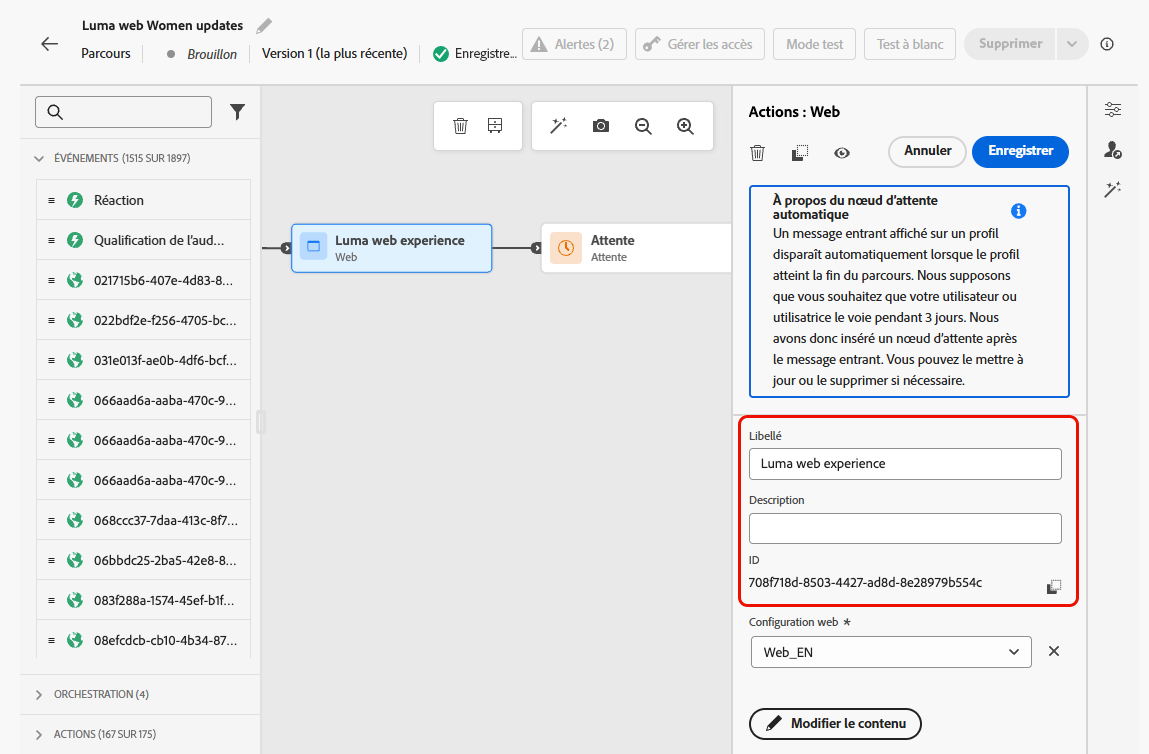 Luma web Women updates
Parcours
Brouillon
Version 1 (la plus récente)
Enregistre...
Alertes (2)
Gérer les accès
Mode test
Test à blanc
Supprimer
ÉVÉNEMENTS (1515 SUR 1897)
Réaction
Qualification de l'aud...
021715b6-407e-4d83-8...
022bdf2e-f256-4705-bc...
031e013f-ae0b-4df6-bcf...
066aad6a-aaba-470c-9...
066aad6a-aaba-470c-9...
066aad6a-aaba-470c-9...
068ccc37-7daa-413c-8f7...
06bbdc25-2ba5-42e8-8...
083f288a-1574-45ef-b1f...
08efcdcb-cb10-4b34-87...
ORCHESTRATION (4)
ACTIONS (167 SUR 175)
Luma web experience
Web
Attente
Attente
Actions : Web
Annuler
Enregistrer
À propos du nœud d'attente
automatique
Un message entrant affiché sur un profil
disparaît automatiquement lorsque le profil
atteint la fin du parcours. Nous supposons
que vous souhaitez que votre utilisateur ou
utilisatrice le voie pendant 3 jours. Nous
avons donc inséré un nœud d'attente après
le message entrant. Vous pouvez le mettre à
jour ou le supprimer si nécessaire.
Libellé
Luma web experience
Description
ID
708f718d-8503-4427-ad8d-8e28979b554c
Configuration web *
Web_EN
Modifier le contenu